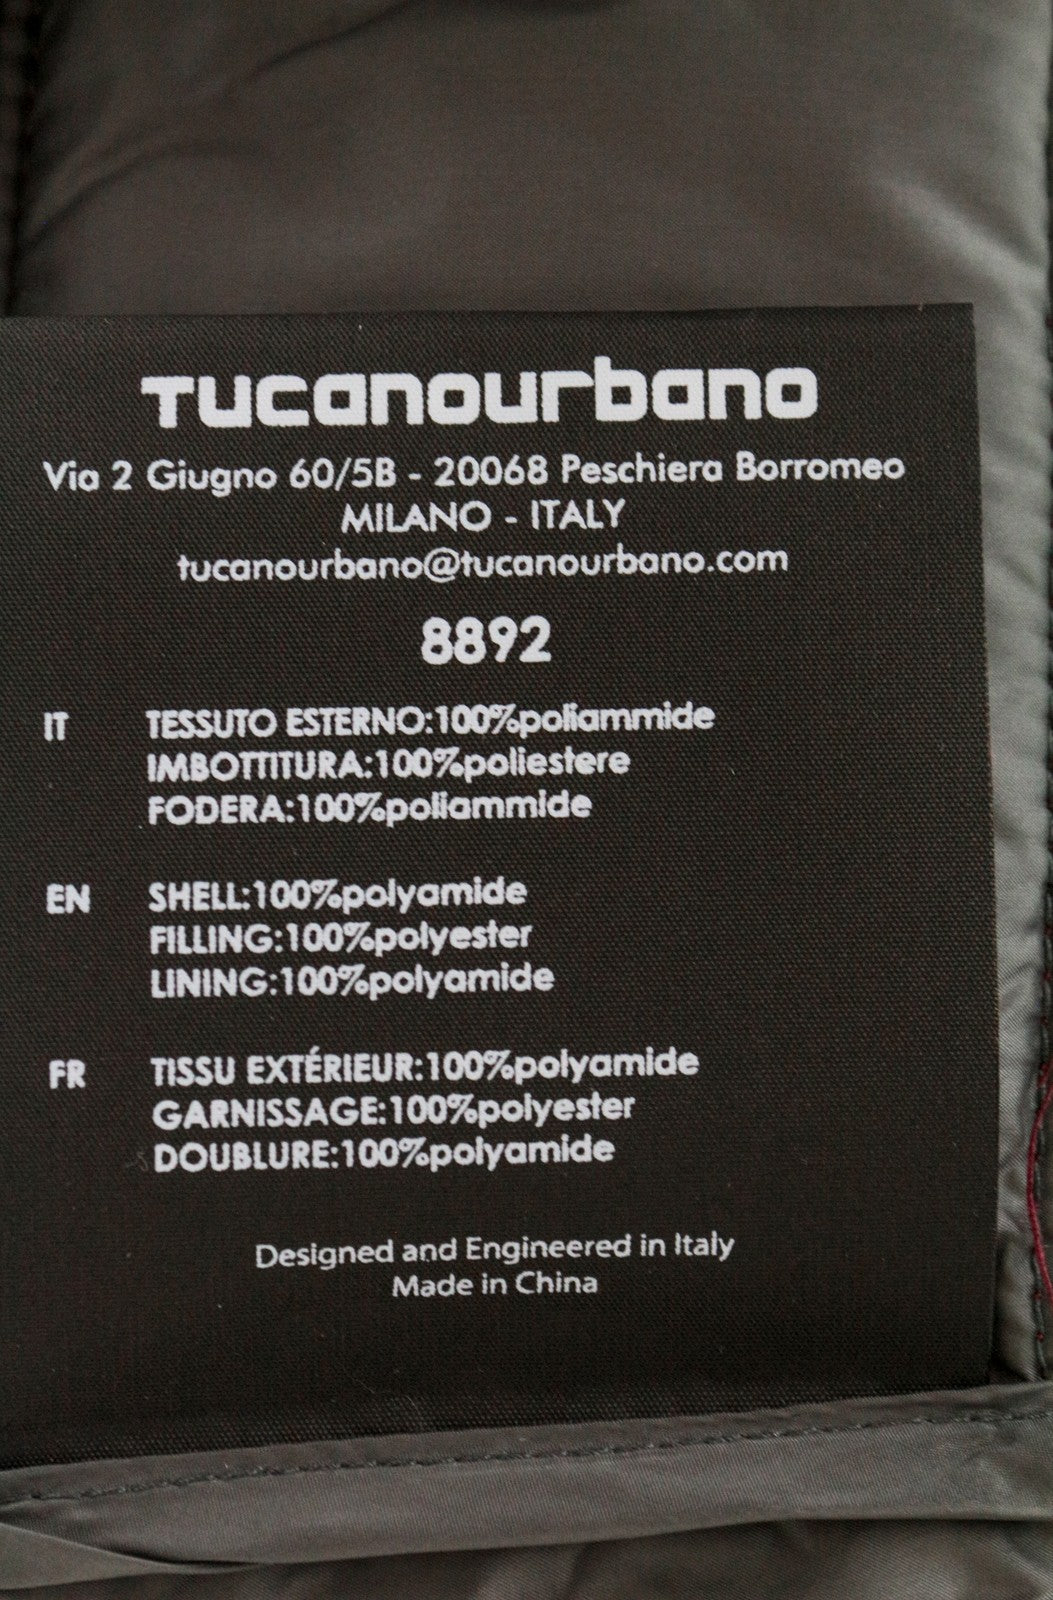 Tucanourbano
Via 2 Giugno 60/5B - 20068 Peschiera Borromeo
MILANO - ITALY
tucanourbano@tucanourbano.com
8892
IT TESSUTO ESTERNO:100%poliammide
IMBOTTITURA:100%poliestere
FODERA:100%poliammide
EN SHELL:100%polyamide
FILLING:100%polyester
LINING:100%polyamide
FR TISSU EXTÉRIEUR:100%polyamide
GARNISSAGE:100%polyester
DOUBLURE:100%polyamide
Designed and Engineered in Italy
Made in China